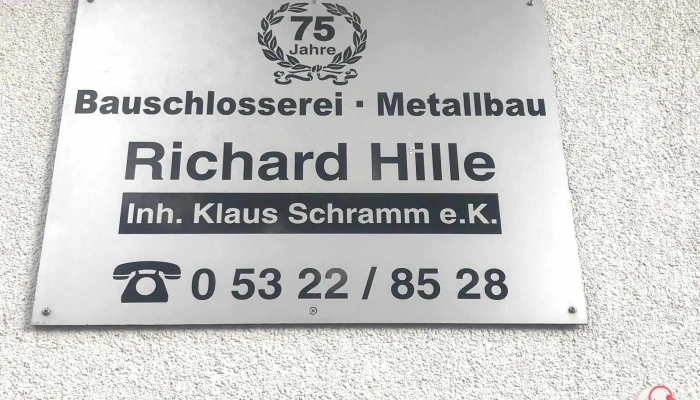 75
Jahre
Bauschlosserei · Metallbau
Richard Hille
Inh. Klaus Schramm e.K.
0 53 22 / 85 28